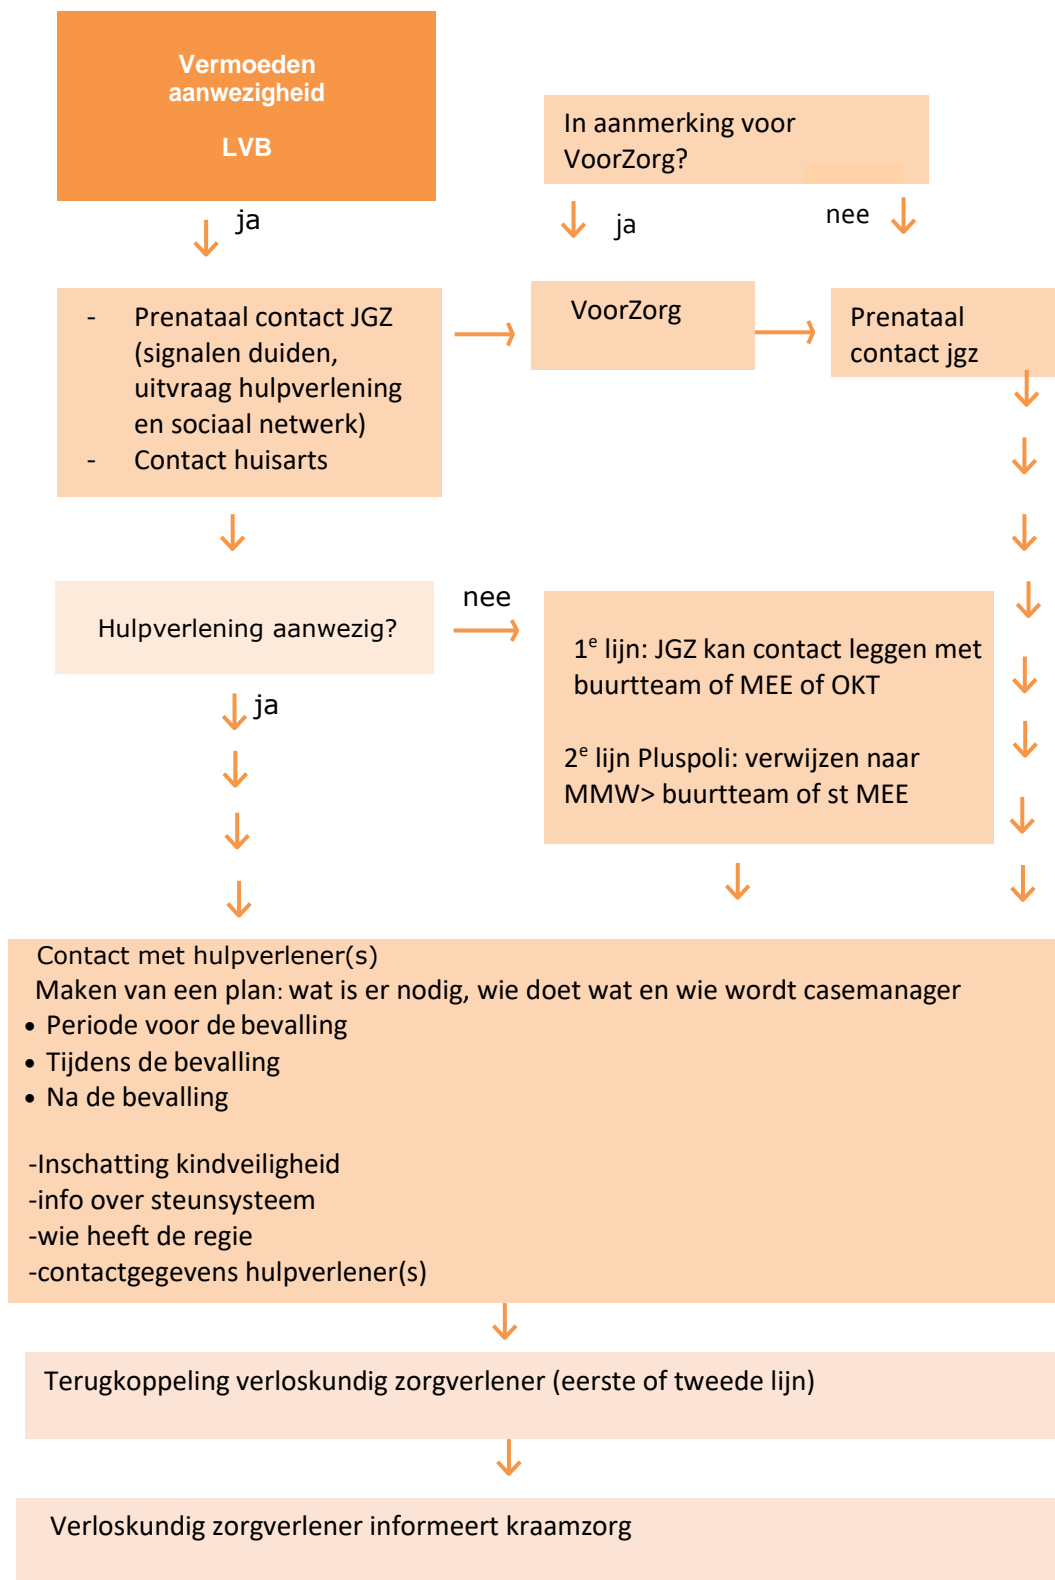 Vermoeden
aanwezigheid
LVB
In aanmerking voor
VoorZorg?
ja
ja
nee
- Prenataal contact JGZ
(signalen duiden,
uitvraag hulpverlening
en sociaal netwerk)
- Contact huisarts
VoorZorg
Prenataal
contact jgz
Hulpverlening aanwezig?
nee
ja
1e lijn: JGZ kan contact leggen met
buurtteam of MEE of OKT
2e lijn Pluspoli: verwijzen naar
MMW> buurtteam of st MEE
Contact met hulpverlener(s)
Maken van een plan: wat is er nodig, wie doet wat en wie wordt casemanager
• Periode voor de bevalling
• Tijdens de bevalling
• Na de bevalling
-Inschatting kindveiligheid
-info over steunsysteem
-wie heeft de regie
-contactgegevens hulpverlener(s)
Terugkoppeling verloskundig zorgverlener (eerste of tweede lijn)
Verloskundig zorgverlener informeert kraamzorg